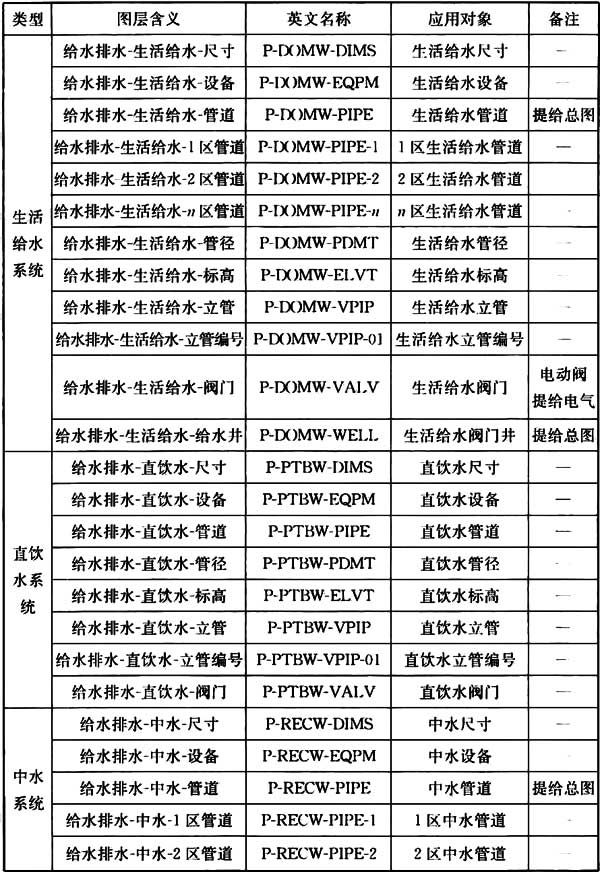 类型 图层含义 英文名称 应用对象 备注
生活给水系统
给水排水-生活给水-尺寸 P-DOMW-DIMS 生活给水尺寸 —
给水排水-生活给水-设备 P-DOMW-EQPM 生活给水设备 —
给水排水-生活给水-管道 P-DOMW-PIPE 生活给水管道 提给总图
给水排水-生活给水-1区管道 P-DOMW-PIPE-1 1区生活给水管道 —
给水排水-生活给水-2区管道 P-DOMW-PIPE-2 2区生活给水管道
给水排水-生活给水-n区管道 P-DOMW-PIPE-n n区生活给水管道 —
给水排水-生活给水-管径 P-DOMW-PDMT 生活给水管径 —
给水排水-生活给水-标高 P-DOMW-ELVT 生活给水标高 —
给水排水-生活给水-立管 P-DOMW-VPIP 生活给水立管 —
给水排水-生活给水-立管编号 P-DOMW-VPIP-01 生活给水立管编号 —
给水排水-生活给水-阀门 P-DOMW-VALV 生活给水阀门 电动阀提给电气
给水排水-生活给水-给水井 P-DOMW-WELL 生活给水阀门井 提给总图
直饮水系统
给水排水-直饮水-尺寸 P-PTBW-DIMS 直饮水尺寸 —
给水排水-直饮水-设备 P-PTBW-EQPM 直饮水设备 —
给水排水-直饮水-管道 P-PTBW-PIPE 直饮水管道 —
给水排水-直饮水-管径 P-PTBW-PDMT 直饮水管径 —
给水排水-直饮水-标高 P-PTBW-ELVT 直饮水标高 —
给水排水-直饮水-立管 P-PTBW-VPIP 直饮水立管 —
给水排水-直饮水-立管编号 P-PTBW-VPIP-01 直饮水立管编号 —
给水排水-直饮水-阀门 P-PTBW-VALV 直饮水阀门 —
中水系统
给水排水-中水-尺寸 P-RECW-DIMS 中水尺寸 —
给水排水-中水-设备 P-RECW-EQPM 中水设备 —
给水排水-中水-管道 P-RECW-PIPE 中水管道 提给总图
给水排水-中水-1区管道 P-RECW-PIPE-1 1区中水管道 —
给水排水-中水-2区管道 P-RECW-PIPE-2 2区中水管道 —